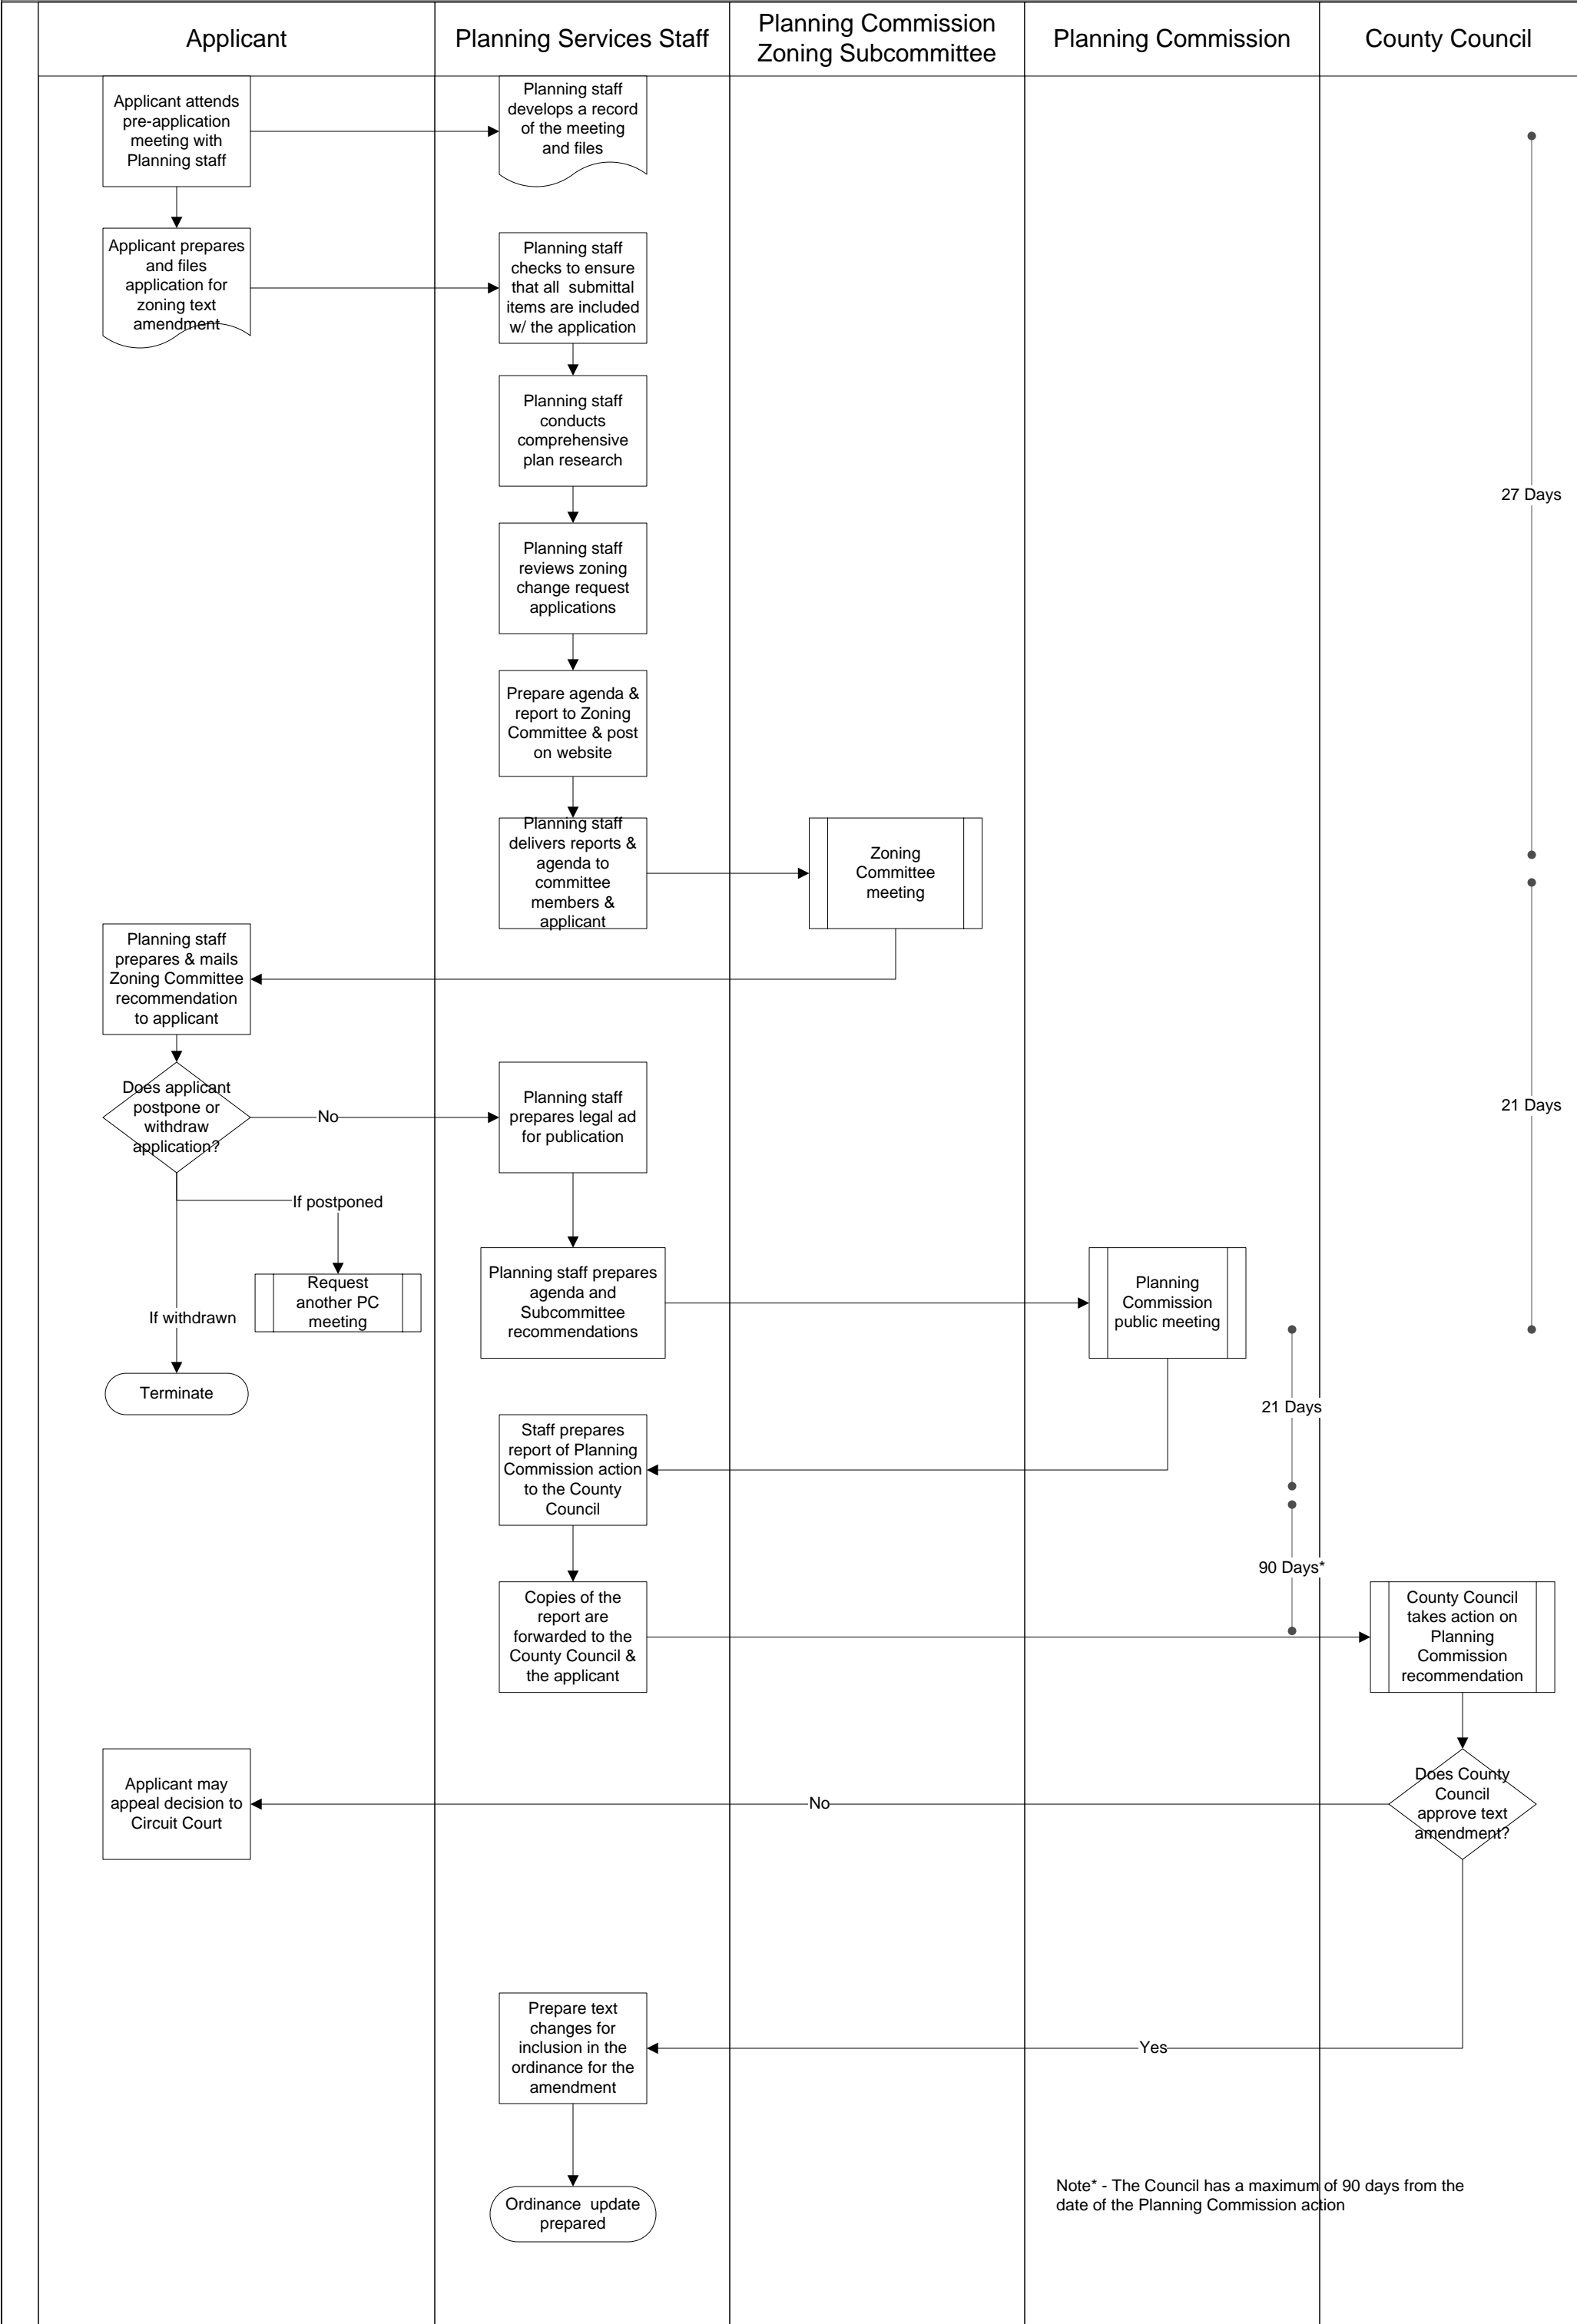 Applicant
Planning Services Staff
Planning Commission
Zoning Subcommittee
Planning Commission
County Council
Applicant attends
pre-application
meeting with
Planning staff
Planning staff
develops a record
of the meeting
and files
Applicant prepares
and files
application for
zoning text
amendment
Planning staff
checks to ensure
that all submittal
items are included
w/ the application
Planning staff
conducts
comprehensive
plan research
27 Days
Planning staff
reviews zoning
change request
applications
Prepare agenda &
report to Zoning
Committee & post
on website
Planning staff
delivers reports &
agenda to
committee
members &
applicant
Zoning
Committee
meeting
Planning staff
prepares & mails
Zoning Committee
recommendation
to applicant
Does applicant
postpone or
withdraw
application?
No
Planning staff
prepares legal ad
for publication
21 Days
If postponed
Request
another PC
meeting
If withdrawn
Terminate
Planning staff prepares
agenda and
Subcommittee
recommendations
Planning
Commission
public meeting
21 Days
Staff prepares
report of Planning
Commission action
to the County
Council
90 Days*
Copies of the
report are
forwarded to the
County Council &
the applicant
County Council
takes action on
Planning
Commission
recommendation
Does County
Council
approve text
amendment?
No
Applicant may
appeal decision to
Circuit Court
Yes
Prepare text
changes for
inclusion in the
ordinance for the
amendment
Ordinance update
prepared
Note* - The Council has a maximum of 90 days from the
date of the Planning Commission action